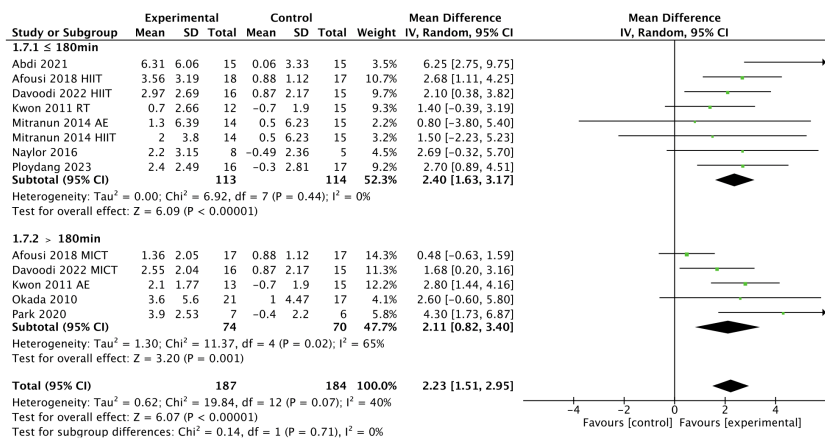 Experimental Control Mean Difference Mean Difference
Study or Subgroup Mean SD Total Mean SD Total Weight IV, Random, 95% CI IV, Random, 95% CI
1.7.1 ≤ 180min
Abdi 2021 6.31 6.06 15 0.06 3.33 15 3.5% 6.25 [2.75, 9.75]
Afousi 2018 HIIT 3.56 3.19 18 0.88 1.12 17 10.7% 2.68 [1.11, 4.25]
Davoodi 2022 HIIT 2.97 2.69 16 0.87 2.17 15 9.7% 2.10 [0.38, 3.82]
Kwon 2011 RT 0.7 2.66 12 -0.7 1.9 15 9.3% 1.40 [-0.39, 3.19]
Mitranun 2014 AE 1.3 6.39 14 0.5 6.23 15 2.2% 0.80 [-3.80, 5.40]
Mitranun 2014 HIIT 2 3.8 14 0.5 6.23 15 3.2% 1.50 [-2.23, 5.23]
Naylor 2016 2.2 3.15 8 -0.49 2.36 5 4.5% 2.69 [-0.32, 5.70]
Ploydang 2023 2.4 2.49 16 -0.3 2.81 17 9.2% 2.70 [0.89, 4.51]
Subtotal (95% CI) 113 114 52.3% 2.40 [1.63, 3.17]
Heterogeneity: Tau² = 0.00; Chi² = 6.92, df = 7 (P = 0.44); I² = 0%
Test for overall effect: Z = 6.09 (P < 0.00001)
1.7.2 > 180min
Afousi 2018 MICT 1.36 2.05 17 0.88 1.12 17 14.3% 0.48 [-0.63, 1.59]
Davoodi 2022 MICT 2.55 2.04 16 0.87 2.17 15 11.3% 1.68 [0.20, 3.16]
Kwon 2011 AE 2.1 1.77 13 -0.7 1.9 15 12.2% 2.80 [1.44, 4.16]
Okada 2010 3.6 5.6 21 1 4.47 17 4.1% 2.60 [-0.60, 5.80]
Park 2020 3.9 2.53 7 -0.4 2.2 6 5.8% 4.30 [1.73, 6.87]
Subtotal (95% CI) 74 70 47.7% 2.11 [0.82, 3.40]
Heterogeneity: Tau² = 1.30; Chi² = 11.37, df = 4 (P = 0.02); I² = 65%
Test for overall effect: Z = 3.20 (P = 0.001)
Total (95% CI) 187 184 100.0% 2.23 [1.51, 2.95]
Heterogeneity: Tau² = 0.62; Chi² = 19.84, df = 12 (P = 0.07); I² = 40%
Test for overall effect: Z = 6.07 (P < 0.00001)
Test for subgroup differences: Chi² = 0.14, df = 1 (P = 0.71), I² = 0%
-4 -2 0 2 4
Favours [control] Favours [experimental]